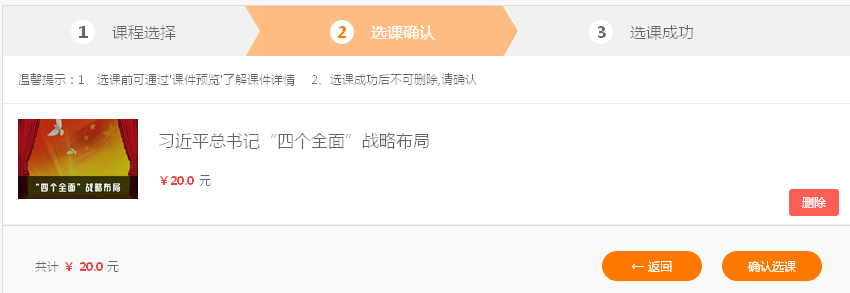 1 课程选择 2 选课确认 3 选课成功
温馨提示：1、选课前可通过'课件预览'了解课件详情 2、选课成功后不可删除,请确认
习近平总书记“四个全面”战略布局
“四个全面”战略布局
￥20.0 元
删除
共计 ￥ 20.0 元 ← 返回 确认选课